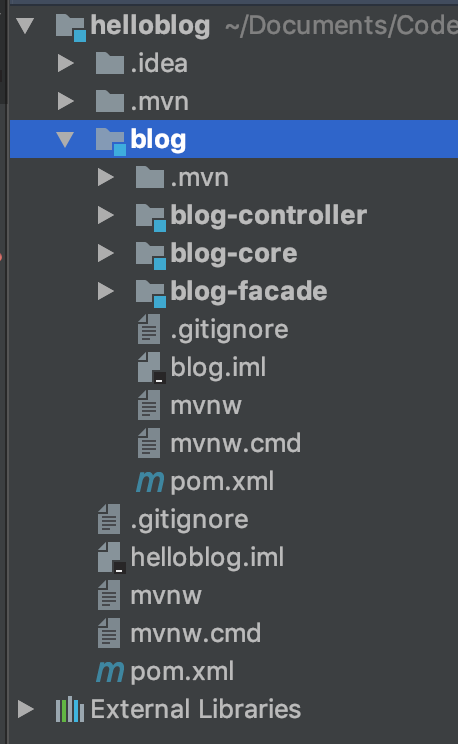 helloblog ~/Documents/Code
.idea
.mvn
blog
.mvn
blog-controller
blog-core
blog-facade
.gitignore
blog.iml
mvnw
mvnw.cmd
pom.xml
.gitignore
helloblog.iml
mvnw
mvnw.cmd
pom.xml
External Libraries